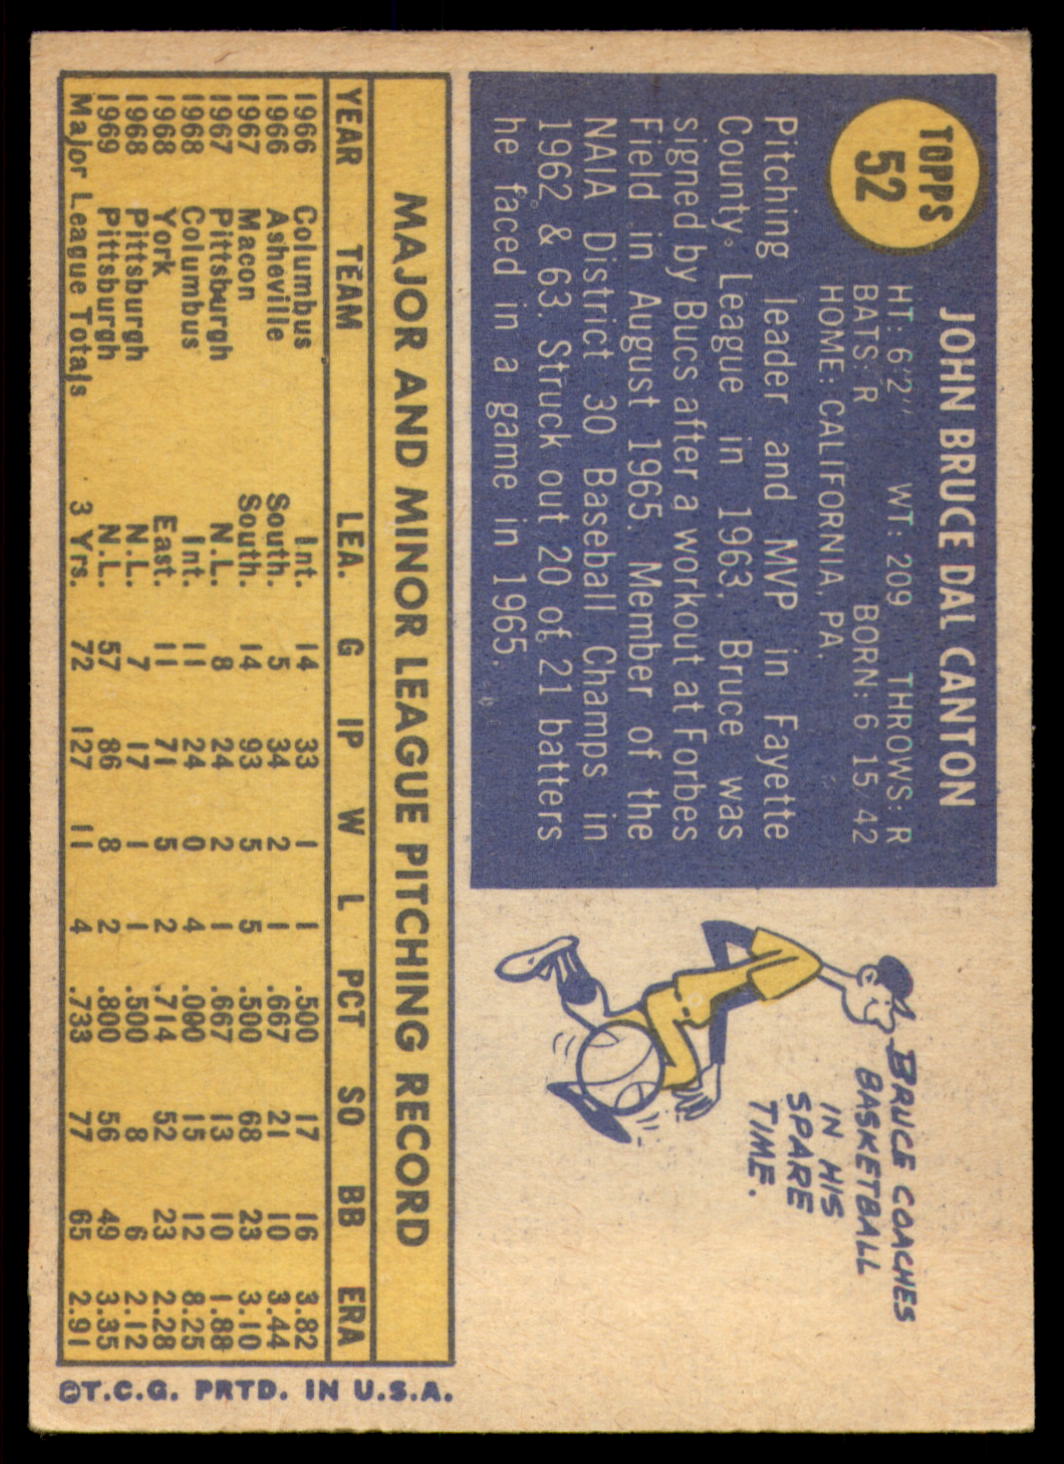 TOPPS
52
JOHN BRUCE DAL CANTON
HT: 6'2" WT: 209 THROWS: R
BATS: R BORN: 6 15 42
HOME: CALIFORNIA, PA.
Pitching leader and MVP in Fayette
County League in 1963, Bruce was
signed by Bucs after a workout at Forbes
Field in August 1965. Member of the
NAIA District 30 Baseball Champs in
1962 & 63. Struck out 20 of 21 batters
he faced in a game in 1965.
BRUCE COACHES
BASKETBALL
IN HIS
SPARE
TIME.
MAJOR AND MINOR LEAGUE PITCHING RECORD
YEAR TEAM LEA. G IP W L PCT SO BB ERA
1966 Columbus Int. 14 33 1 1 .500 17 16 3.82
1966 Asheville South. 5 34 2 1 .667 21 10 3.44
1967 Macon South. 14 93 5 5 .500 68 23 3.10
1967 Pittsburgh N.L. 8 24 2 1 .667 13 10 1.88
1968 Columbus Int. 11 24 0 4 .000 15 12 8.25
1968 York East. 11 71 5 2 .714 52 23 2.28
1968 Pittsburgh N.L. 7 17 1 1 .500 8 6 2.12
1969 Pittsburgh N.L. 57 86 8 2 .800 56 49 3.35
Major League Totals 3 Yrs. 72 127 11 4 .733 77 65 2.91
©T.C.G. PRTD. IN U.S.A.